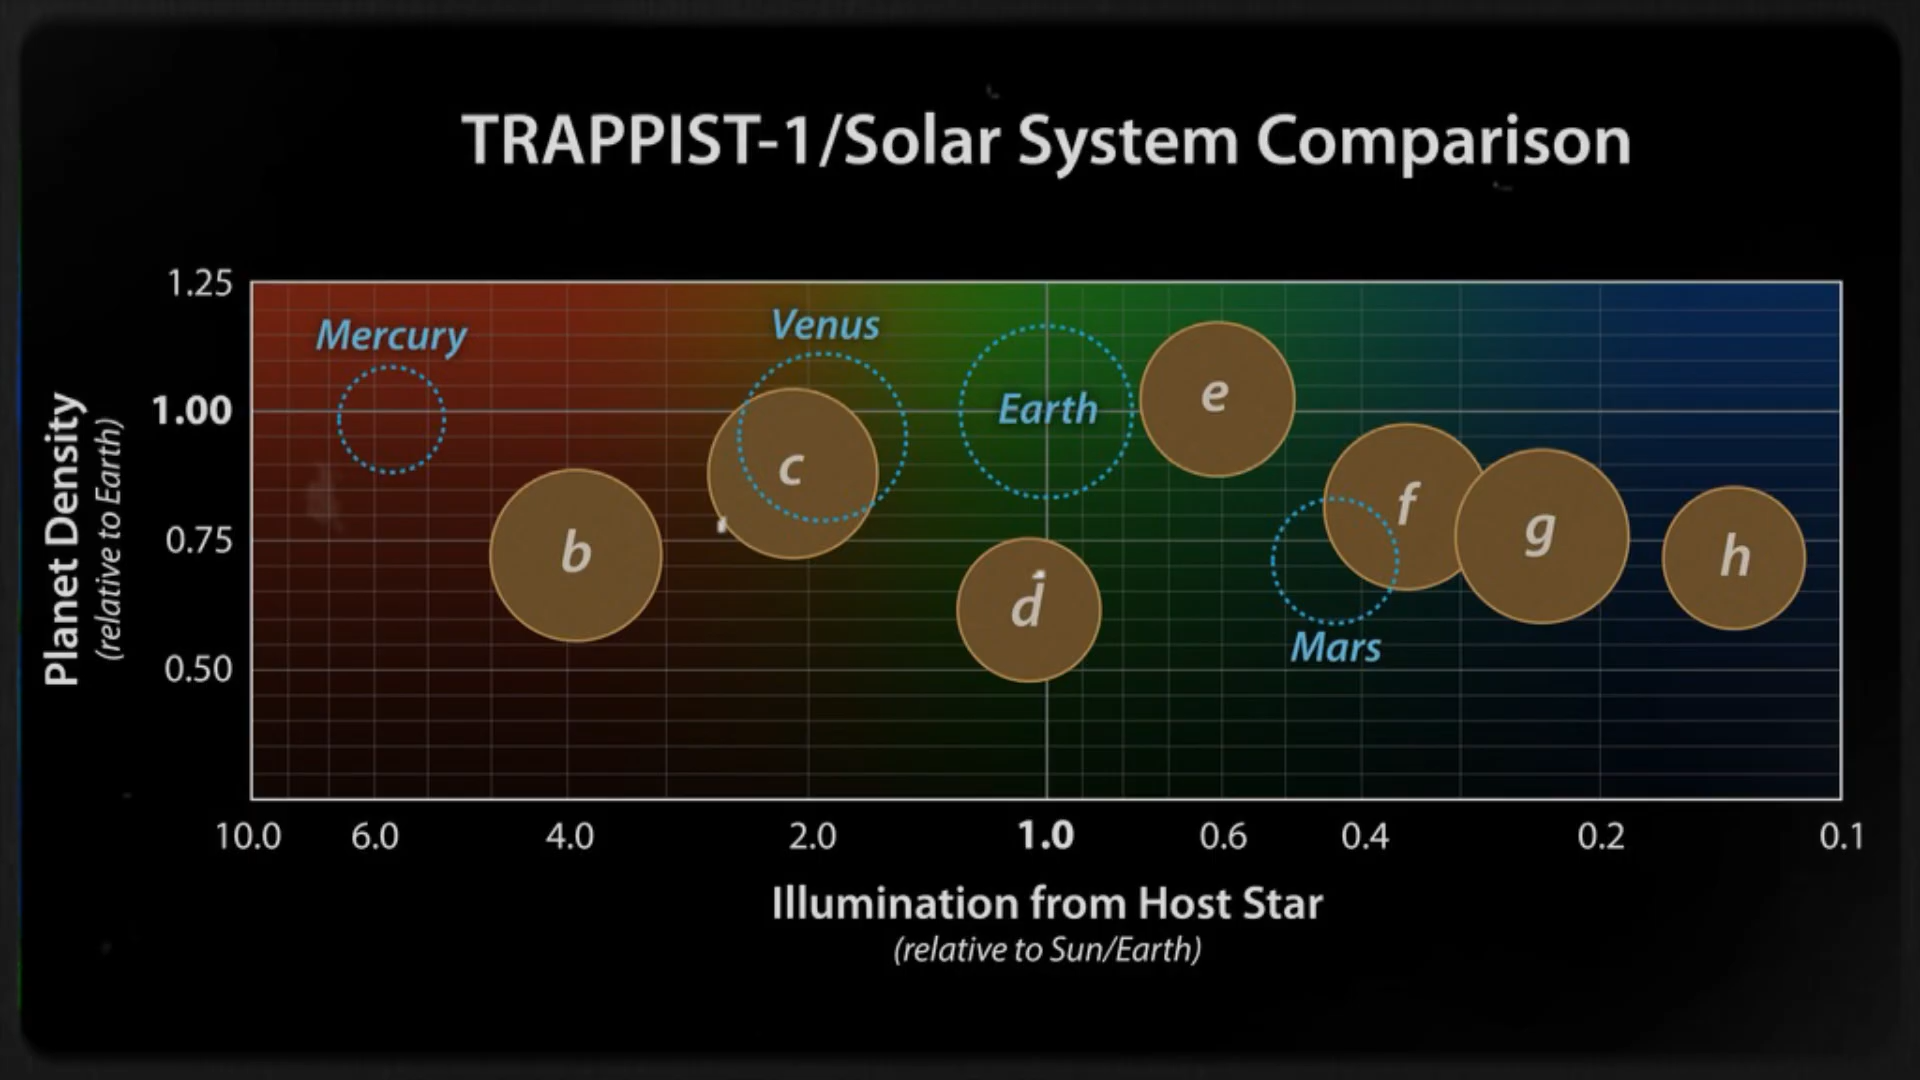 TRAPPIST-1/Solar System Comparison
1.25
Mercury
Venus
1.00
Earth
e
c
f
g
b
h
0.75
d
Mars
0.50
Planet Density
(relative to Earth)
10.0 6.0 4.0 2.0 1.0 0.6 0.4 0.2 0.1
Illumination from Host Star
(relative to Sun/Earth)